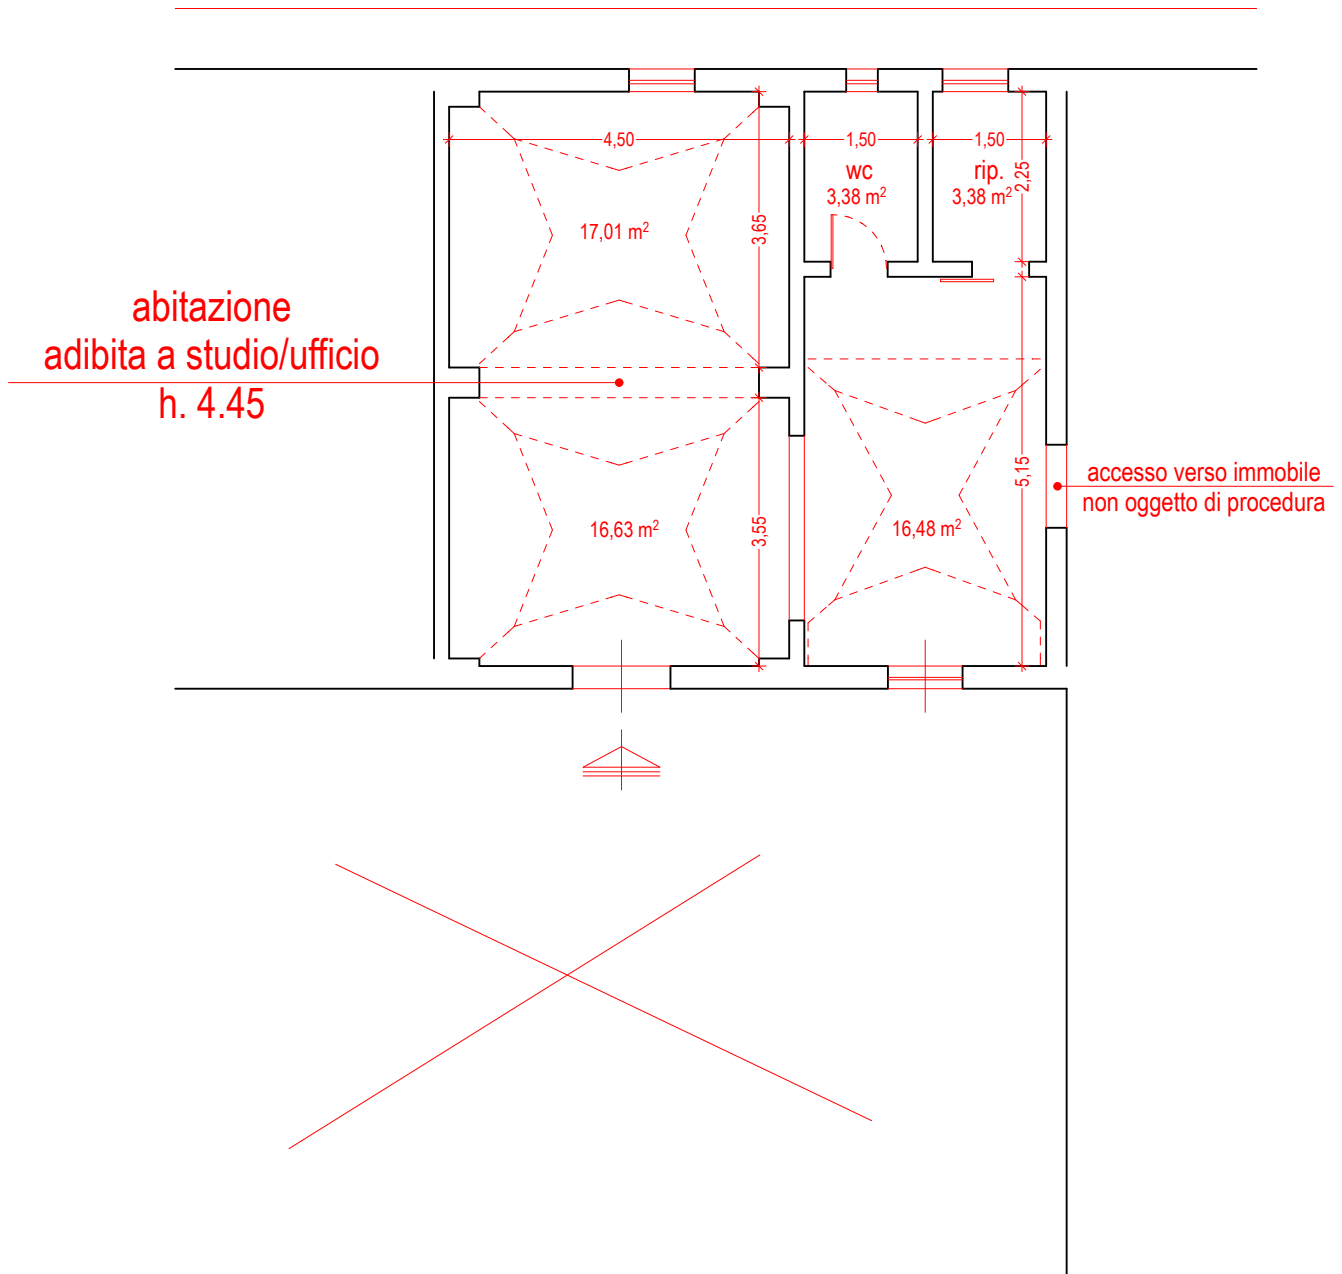 4,50
1,50
1,50
wc
3,38 m²
rip.
3,38 m²
2,25
17,01 m²
3,65
abitazione
adibita a studio/ufficio
h. 4.45
16,63 m²
3,55
16,48 m²
5,15
accesso verso immobile
non oggetto di procedura